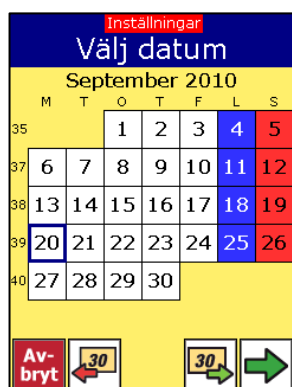 Inställningar
Välj datum
September 2010
M T O T F L S
35 1 2 3 4 5
37 6 7 8 9 10 11 12
38 13 14 15 16 17 18 19
39 20 21 22 23 24 25 26
40 27 28 29 30
Av-
bryt 30 30